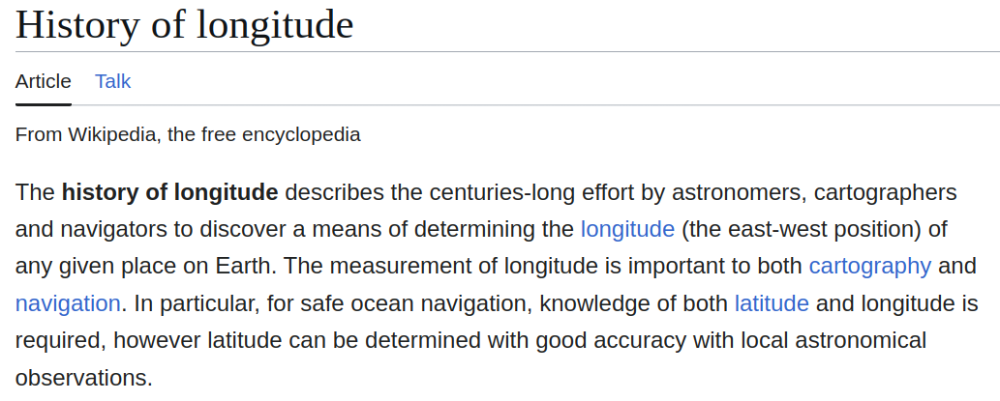 History of longitude
Article Talk
From Wikipedia, the free encyclopedia
The history of longitude describes the centuries-long effort by astronomers, cartographers
and navigators to discover a means of determining the longitude (the east-west position) of
any given place on Earth. The measurement of longitude is important to both cartography and
navigation. In particular, for safe ocean navigation, knowledge of both latitude and longitude is
required, however latitude can be determined with good accuracy with local astronomical
observations.